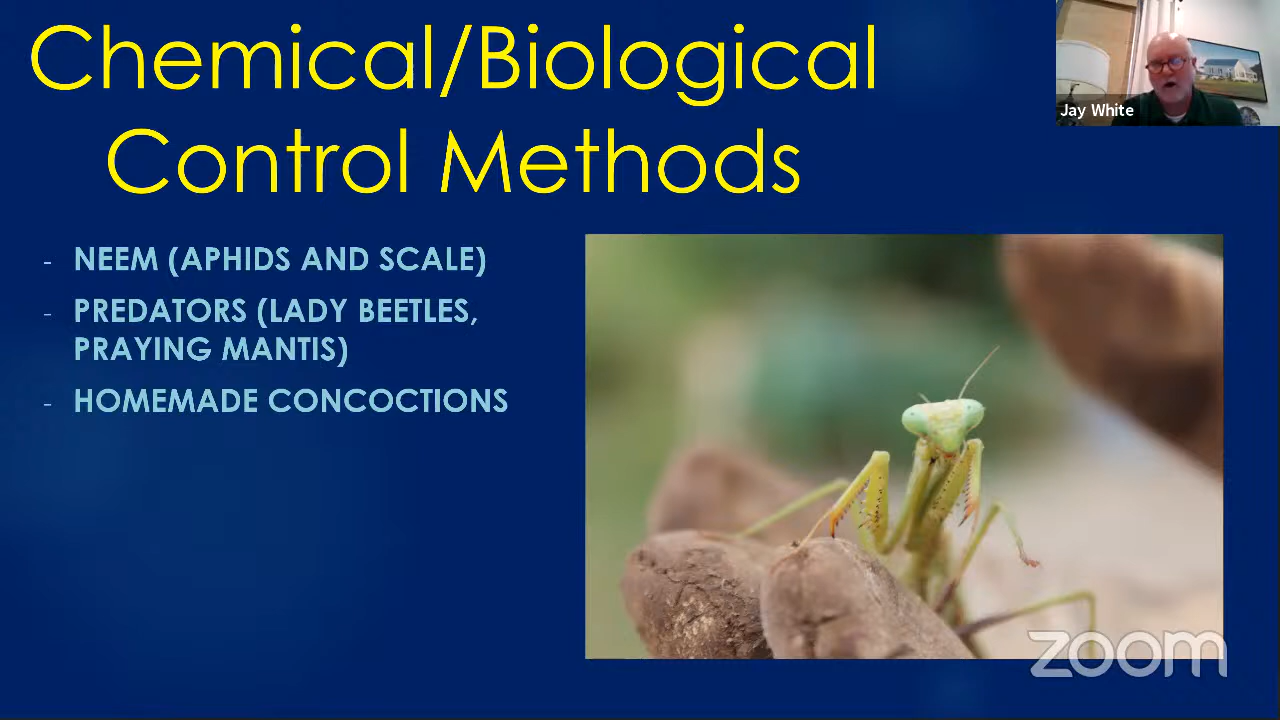 Chemical/Biological
Control Methods
Jay White
- NEEM (APHIDS AND SCALE)
- PREDATORS (LADY BEETLES,
PRAYING MANTIS)
- HOMEMADE CONCOCTIONS
zoom